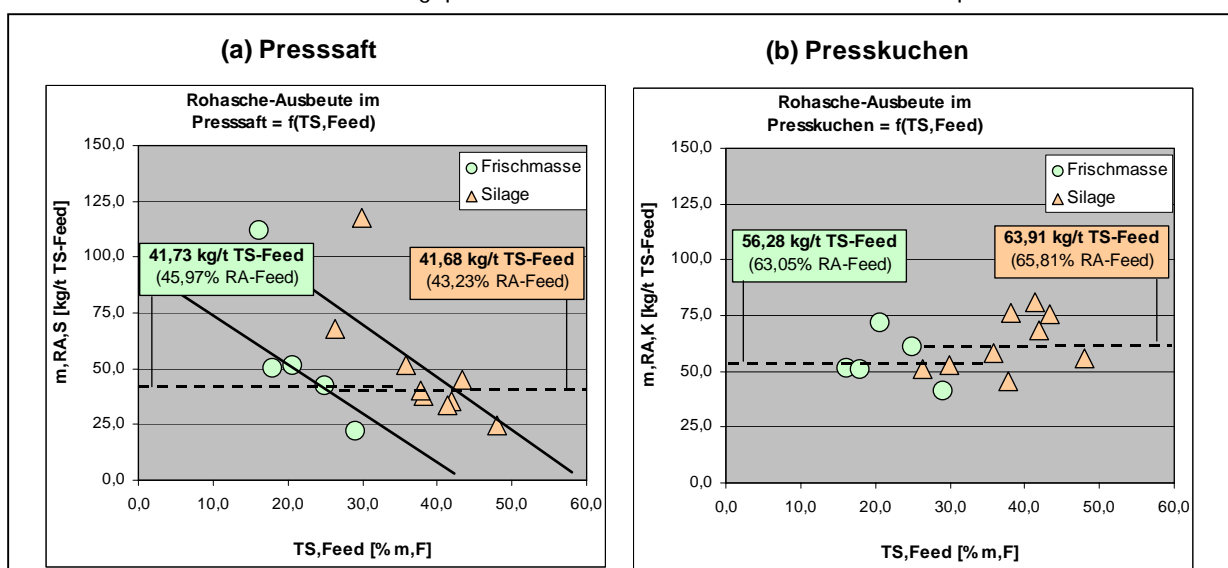 (a) Presssaft
Rohasche-Ausbeute im
Presssaft = f(TS,Feed)
m,RA,S [kg/t TS-Feed]
150,0
125,0
100,0
75,0
50,0
25,0
0,0
Frischmasse
Silage
41,73 kg/t TS-Feed
(45,97% RA-Feed)
41,68 kg/t TS-Feed
(43,23% RA-Feed)
0,0 10,0 20,0 30,0 40,0 50,0 60,0
TS,Feed [% m,F]
(b) Presskuchen
Rohasche-Ausbeute im
Presskuchen = f(TS,Feed)
m,RA,K [kg/t TS-Feed]
150,0
125,0
100,0
75,0
50,0
25,0
0,0
Frischmasse
Silage
56,28 kg/t TS-Feed
(63,05% RA-Feed)
63,91 kg/t TS-Feed
(65,81% RA-Feed)
0,0 10,0 20,0 30,0 40,0 50,0 60,0
TS,Feed [% m,F]